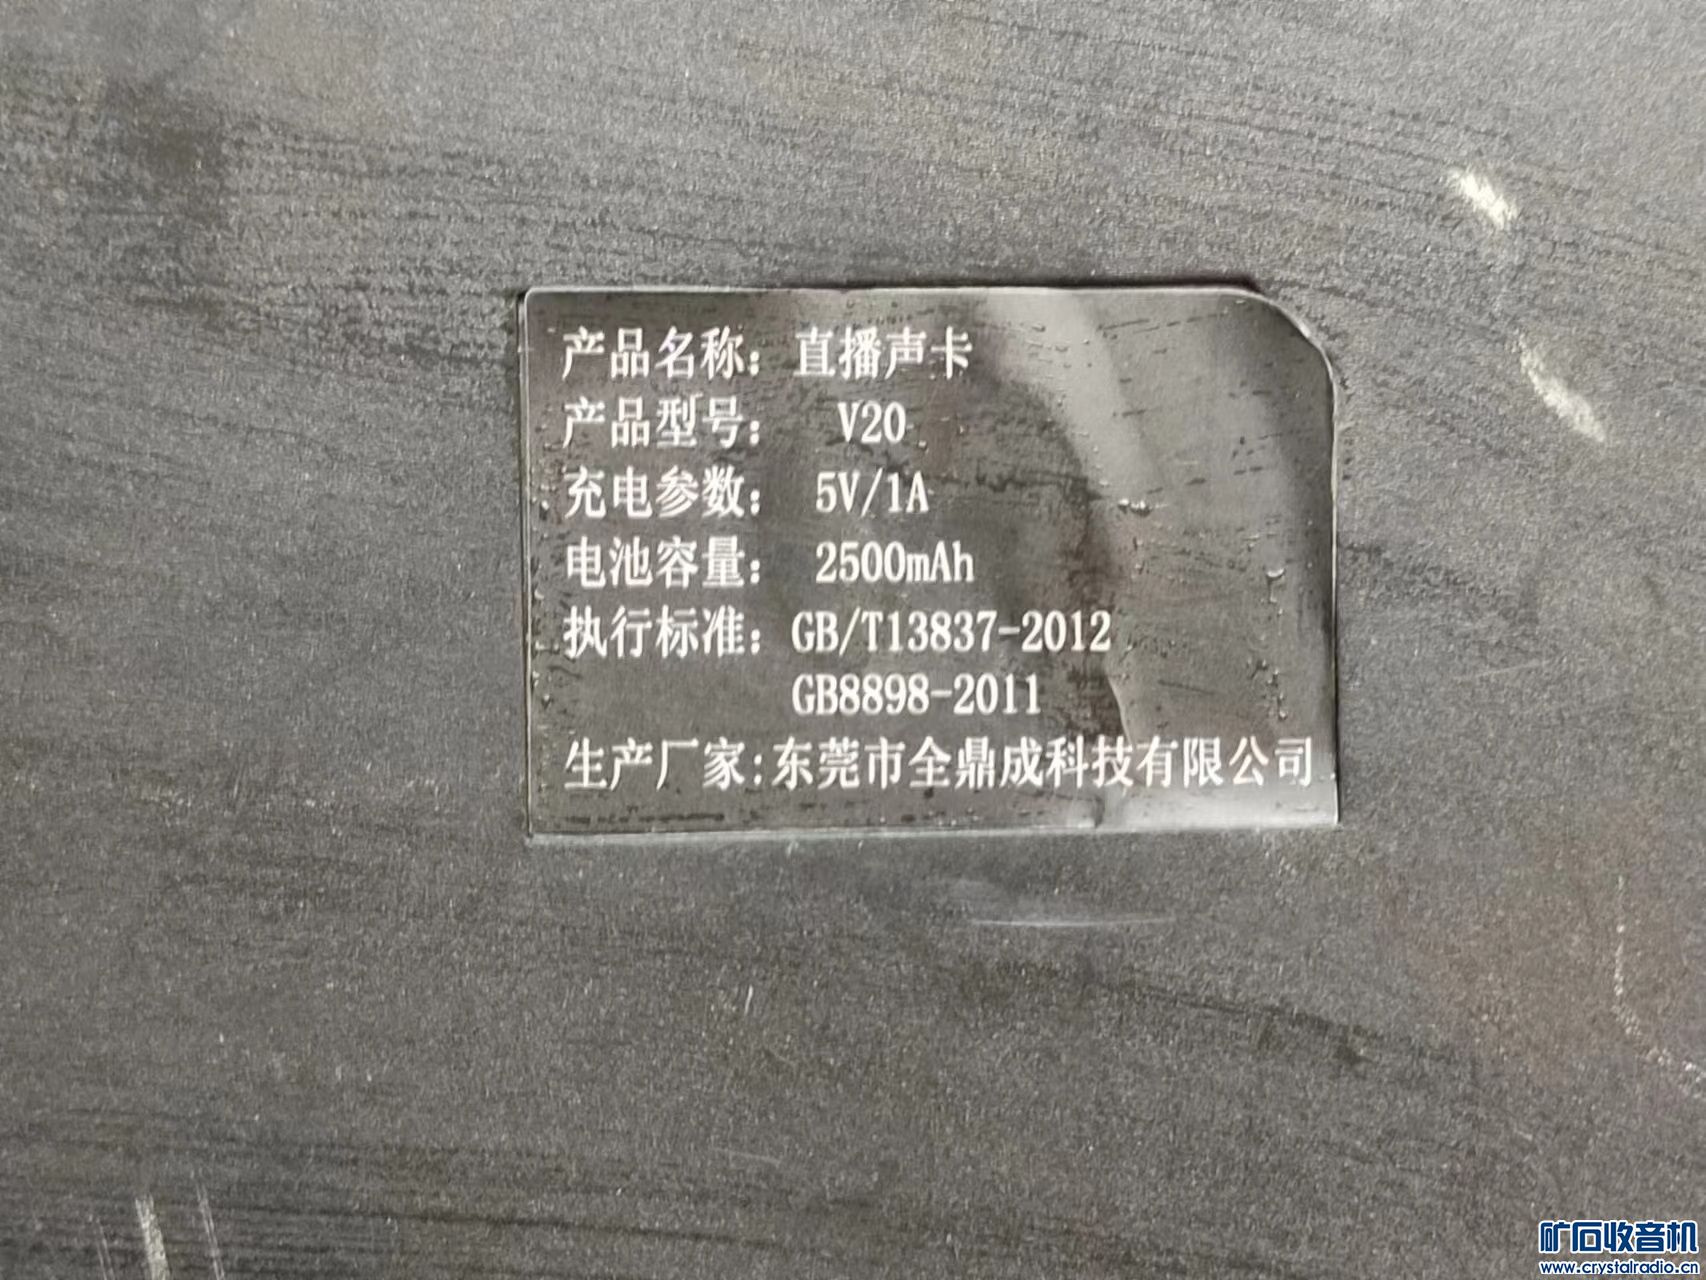 产品名称：直播声卡
产品型号： V20
充电参数： 5V/1A
电池容量： 2500mAh
执行标准：GB/T13837-2012
GB8898-2011
生产厂家:东莞市全鼎成科技有限公司
矿石收音机
www.crystalradio.cn